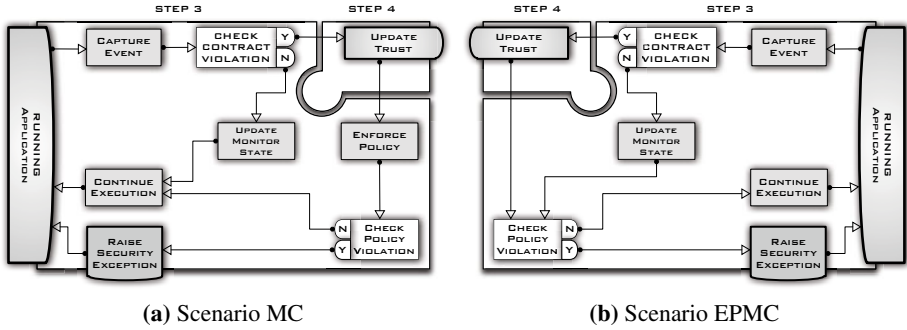 STEP 3
STEP 4
RUNNING
APPLICATION
CAPTURE
EVENT
CHECK
CONTRACT
VIOLATION
Y
N
UPDATE
TRUST
UPDATE
MONITOR
STATE
ENFORCE
POLICY
CONTINUE
EXECUTION
RAISE
SECURITY
EXCEPTION
N
Y
CHECK
POLICY
VIOLATION
(a) Scenario MC
STEP 4
STEP 3
UPDATE
TRUST
Y
N
CHECK
CONTRACT
VIOLATION
CAPTURE
EVENT
RUNNING
APPLICATION
UPDATE
MONITOR
STATE
CONTINUE
EXECUTION
CHECK
POLICY
VIOLATION
N
Y
RAISE
SECURITY
EXCEPTION
(b) Scenario EPMC